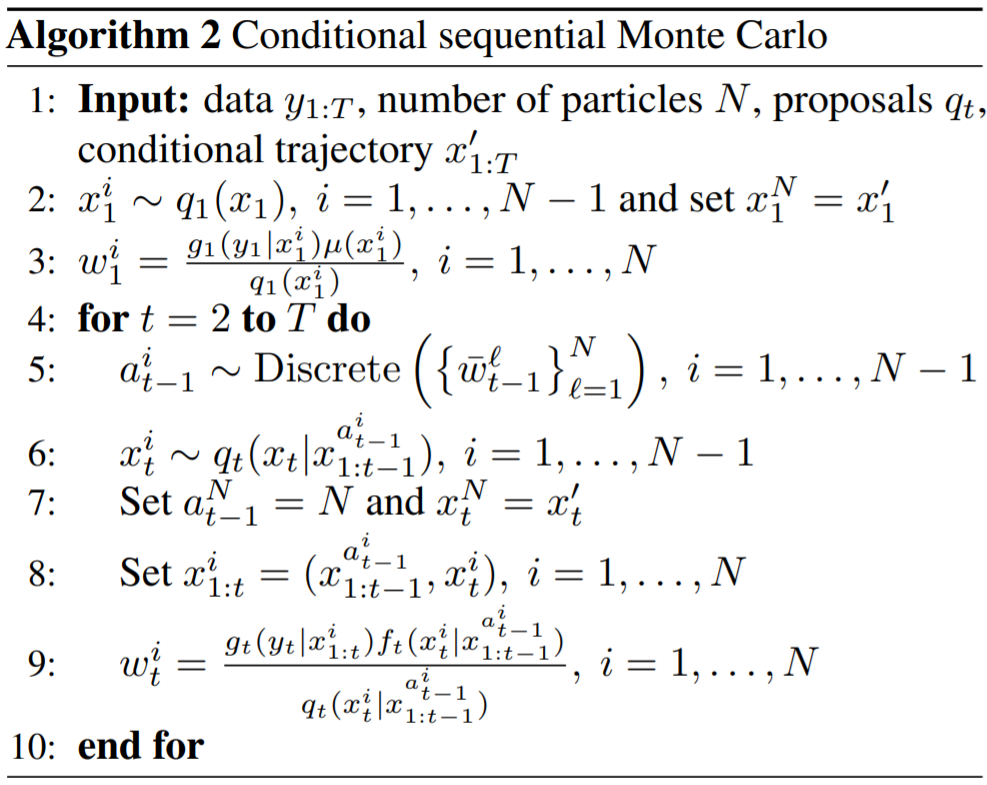 Algorithm 2 Conditional sequential Monte Carlo
1: Input: data $y_{1:T}$, number of particles $N$, proposals $q_t$,
conditional trajectory $x'_{1:T}$
2: $x_1^i \sim q_1(x_1),\ i = 1, \ldots, N-1$ and set $x_1^N = x'_1$
3: $w_1^i = \frac{g_1(y_1|x_1^i)\mu(x_1^i)}{q_1(x_1^i)},\ i = 1, \ldots, N$
4: for $t = 2$ to $T$ do
5: $a_{t-1}^i \sim \text{Discrete}\left(\left\{\bar{w}_{t-1}^\ell\right\}_{\ell=1}^N\right),\ i = 1, \ldots, N-1$
6: $x_t^i \sim q_t(x_t|x_{1:t-1}^{a_{t-1}^i}),\ i = 1, \ldots, N-1$
7: Set $a_{t-1}^N = N$ and $x_t^N = x'_t$
8: Set $x_{1:t}^i = (x_{1:t-1}^{a_{t-1}^i}, x_t^i),\ i = 1, \ldots, N$
9: $w_t^i = \frac{g_t(y_t|x_{1:t}^i) f_t(x_t^i|x_{1:t-1}^{a_{t-1}^i})}{q_t(x_t^i|x_{1:t-1}^{a_{t-1}^i})},\ i = 1, \ldots, N$
10: end for